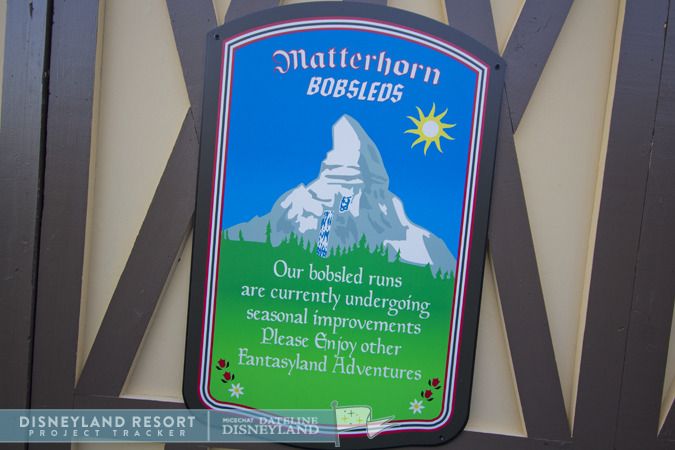 Matterhorn
BOBSLEDS
Our bobsled runs
are currently undergoing
seasonal improvements
Please Enjoy other
Fantasyland Adventures
DISNEYLAND RESORT
PROJECT TRACKER
MICECHAT DATELINE
DISNEYLAND